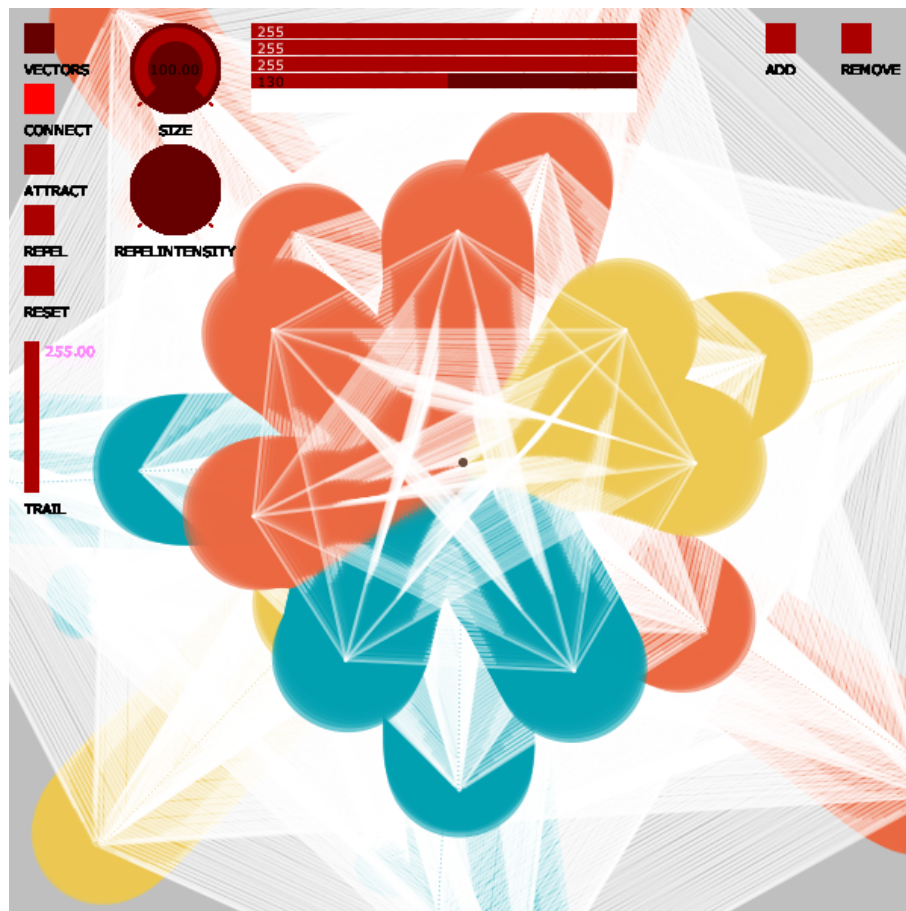 VECTORS
CONNECT
ATTRACT
REPEL
RESET
255.00
TRAIL
100.00
SIZE
REPELINTENSITY
255
255
255
130
ADD
REMOVE